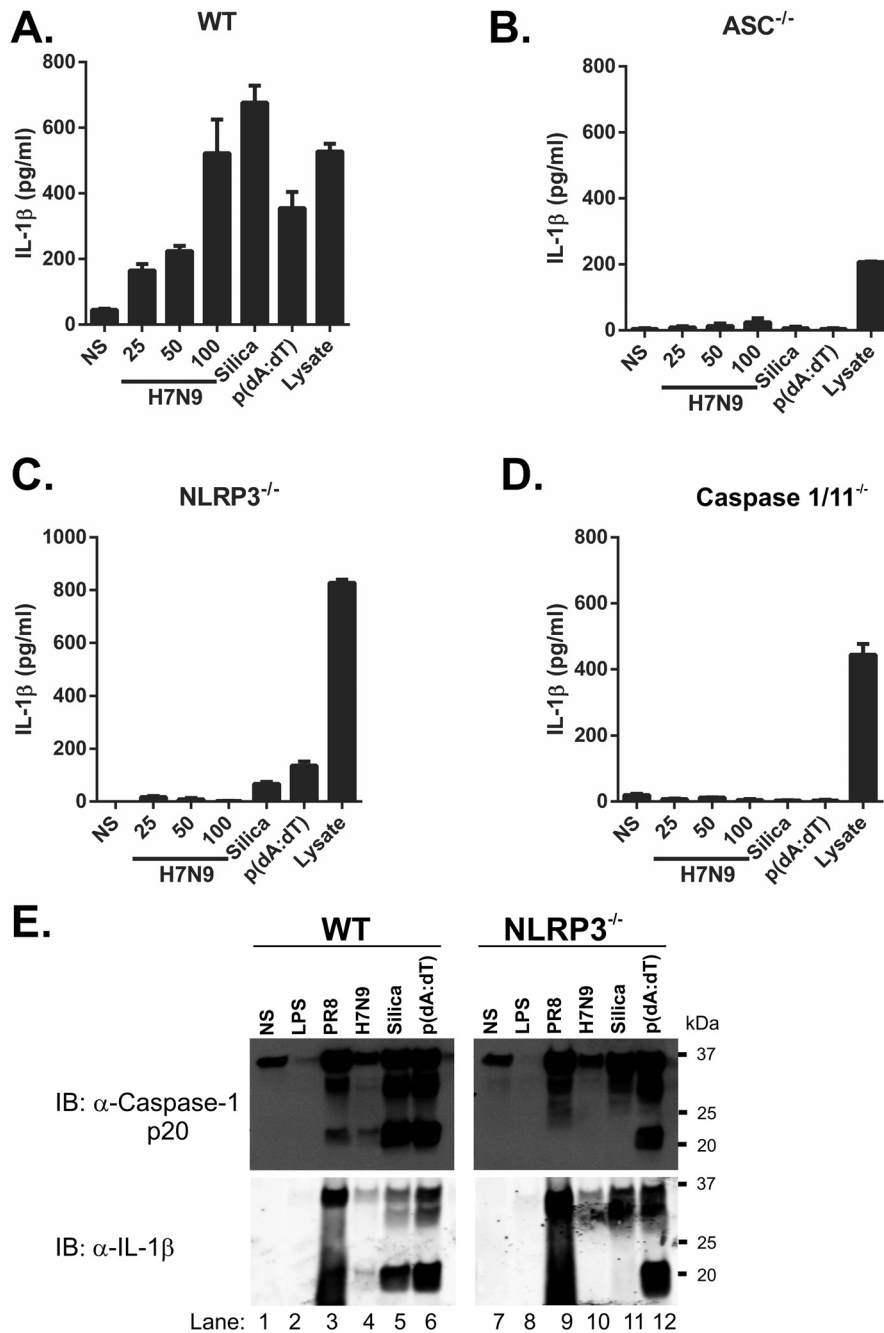 A.
WT
IL-1β (pg/ml)
800
600
400
200
0
NS
25
50
100
Silica
p(dA:dT)
Lysate
H7N9
B.
ASC-/-
IL-1β (pg/ml)
800
600
400
200
0
NS
25
50
100
Silica
p(dA:dT)
Lysate
H7N9
C.
NLRP3-/-
IL-1β (pg/ml)
1000
800
600
400
200
0
NS
25
50
100
Silica
p(dA:dT)
Lysate
H7N9
D.
Caspase 1/11-/-
IL-1β (pg/ml)
800
600
400
200
0
NS
25
50
100
Silica
p(dA:dT)
Lysate
H7N9
E.
WT
NLRP3-/-
NS LPS PR8 H7N9 Silica p(dA:dT)
NS LPS PR8 H7N9 Silica p(dA:dT)
kDa
37
25
20
IB: α-Caspase-1
p20
37
25
20
IB: α-IL-1β
Lane: 1 2 3 4 5 6 7 8 9 10 11 12